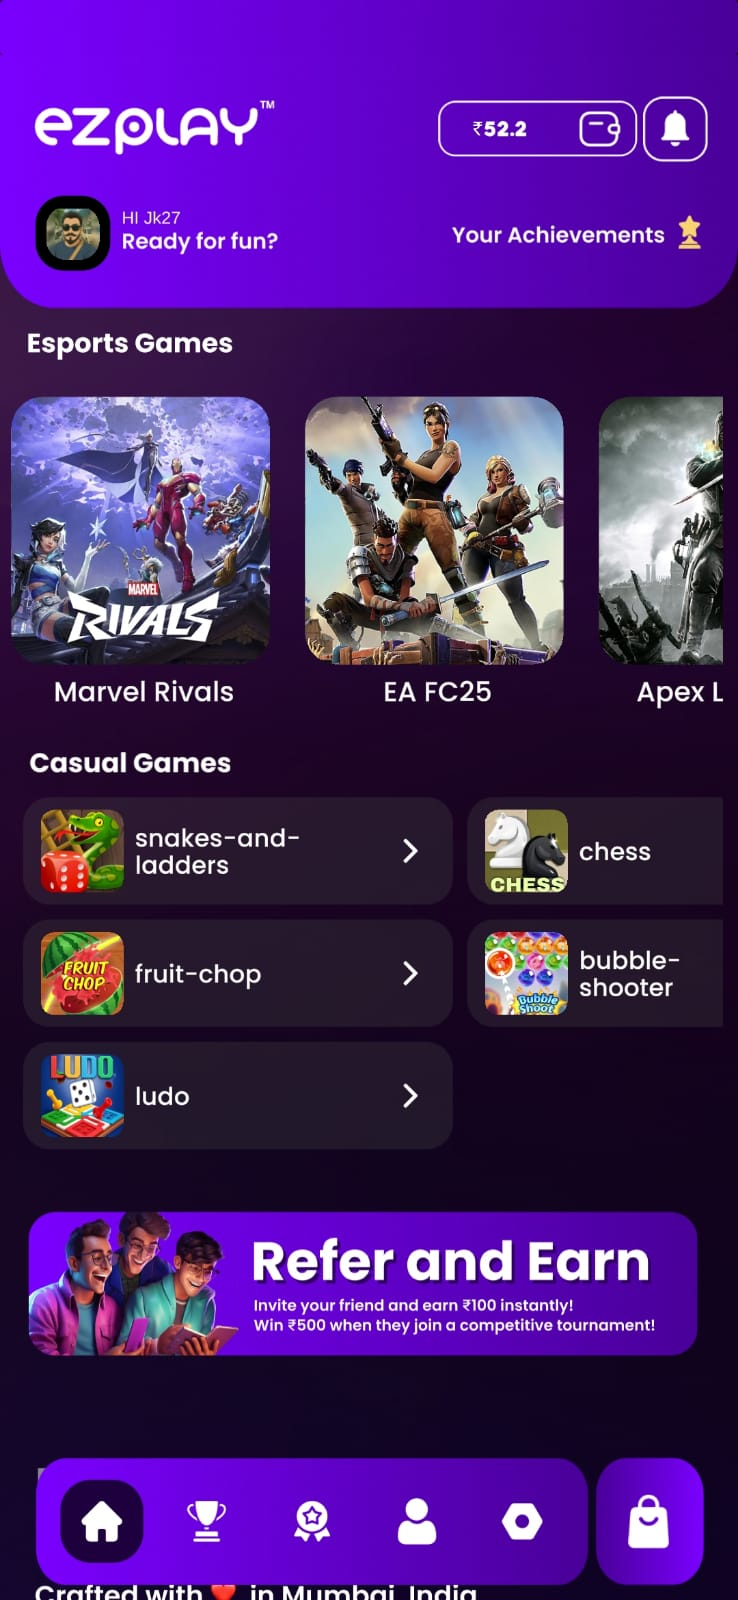 ezplay™
₹52.2
HI Jk27
Ready for fun?
Your Achievements
Esports Games
MARVEL
RIVALS
Marvel Rivals
EA FC25
Apex L
Casual Games
snakes-and-
ladders
CHESS
chess
FRUIT
CHOP
fruit-chop
Bubble
Shoot
bubble-
shooter
LUDO
ludo
Refer and Earn
Invite your friend and earn ₹100 instantly!
Win ₹500 when they join a competitive tournament!
Crafted with ❤️ in Mumbai, India